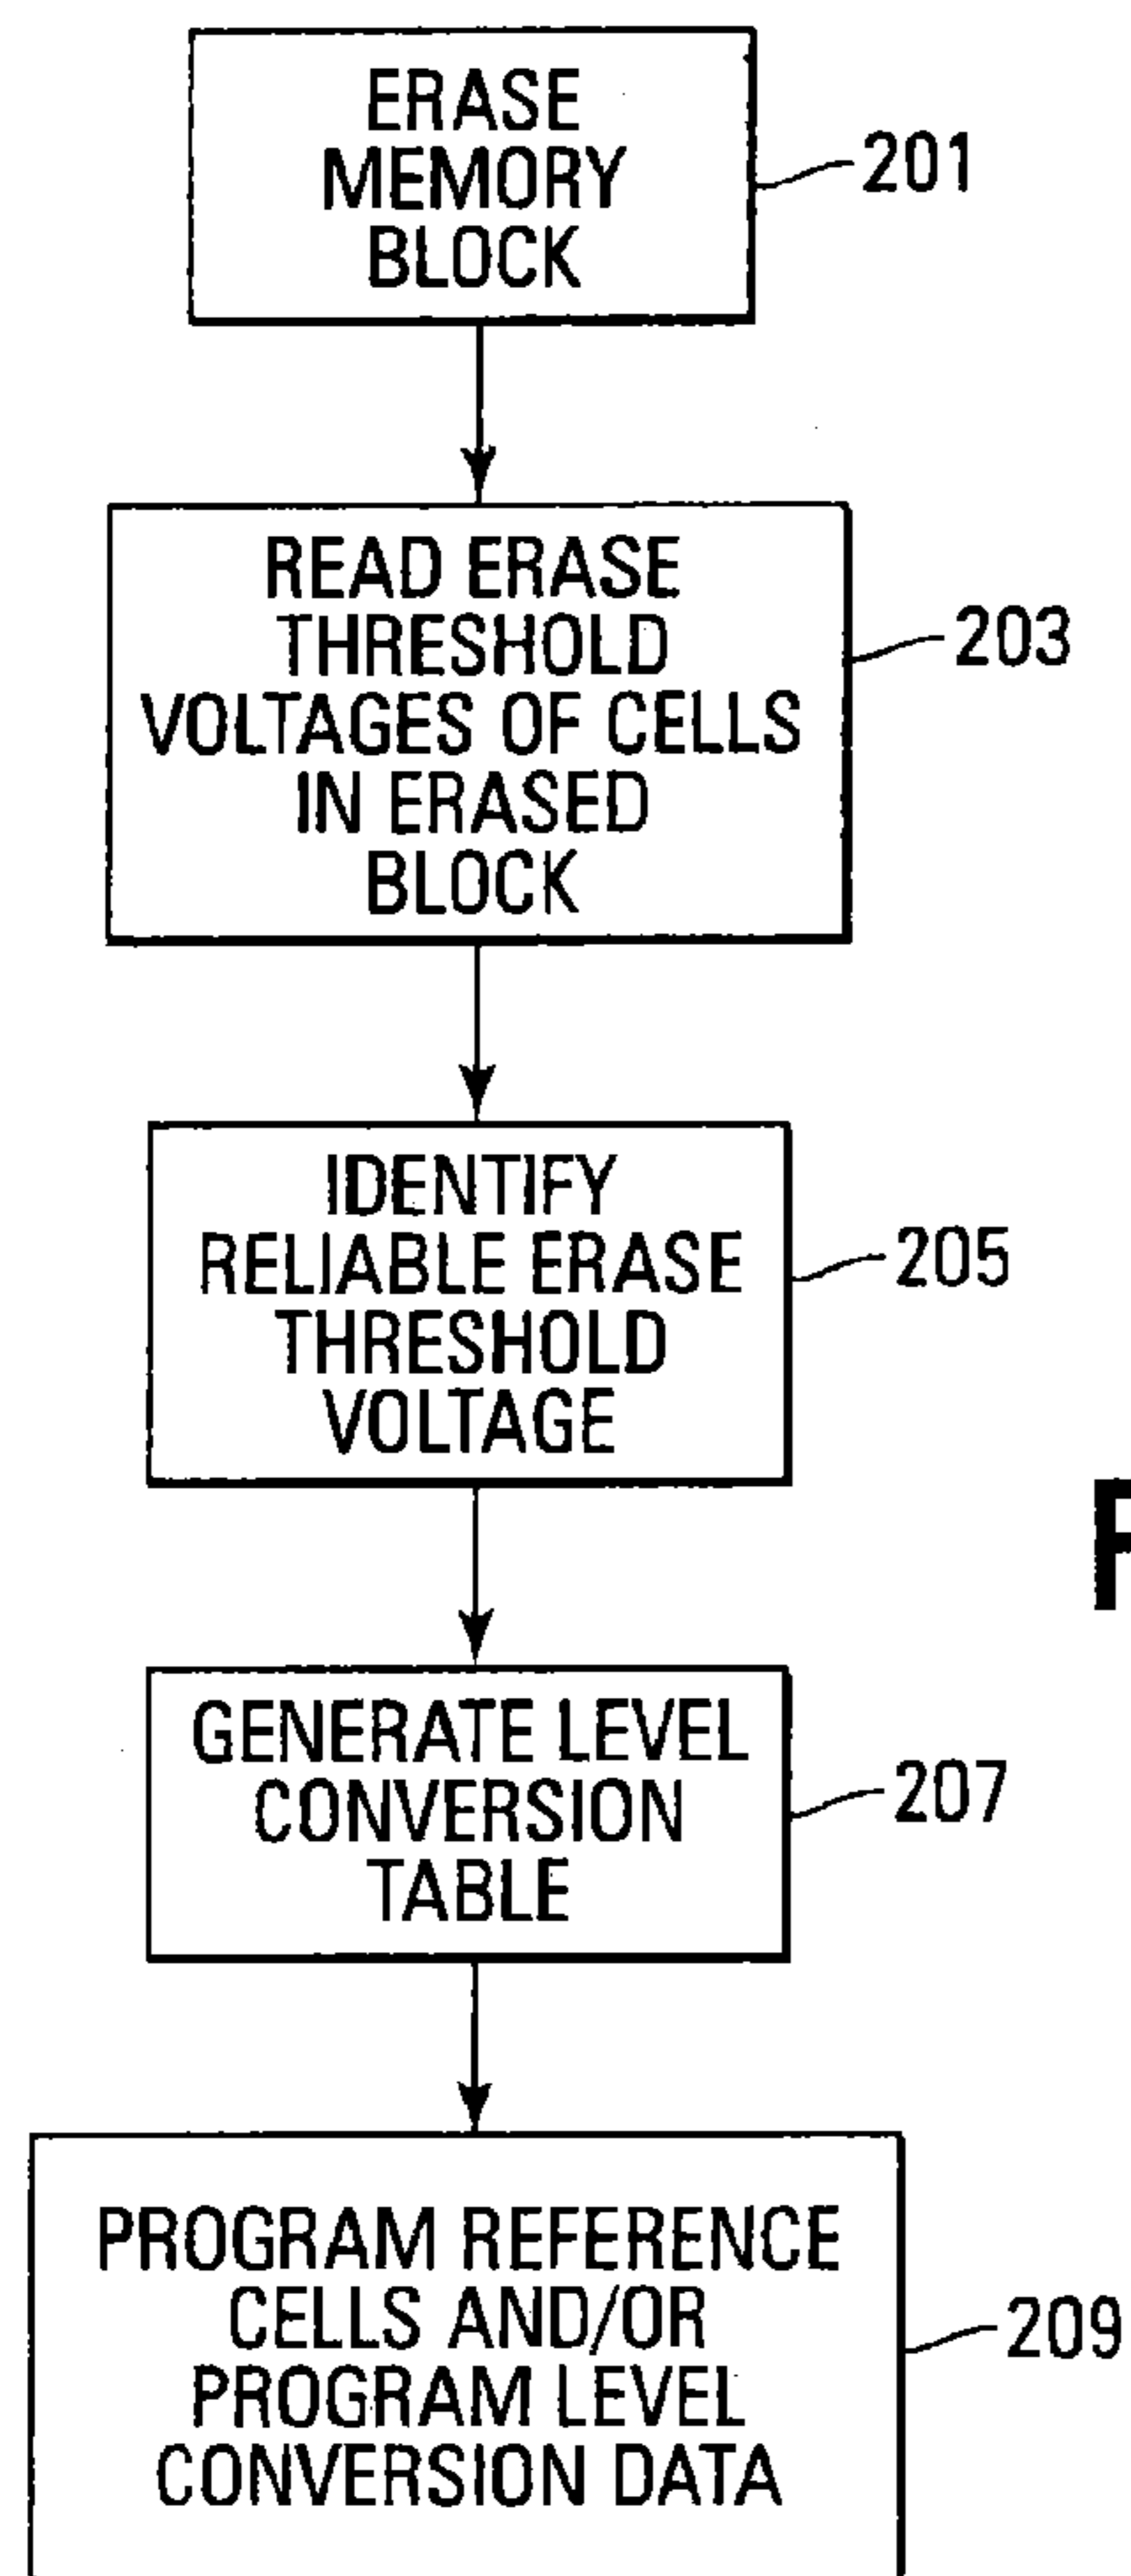 ERASE
MEMORY
BLOCK
201
READ ERASE
THRESHOLD
VOLTAGES OF CELLS
IN ERASED
BLOCK
203
IDENTIFY
RELIABLE ERASE
THRESHOLD
VOLTAGE
205
GENERATE LEVEL
CONVERSION
TABLE
207
PROGRAM REFERENCE
CELLS AND/OR
PROGRAM LEVEL
CONVERSION DATA
209